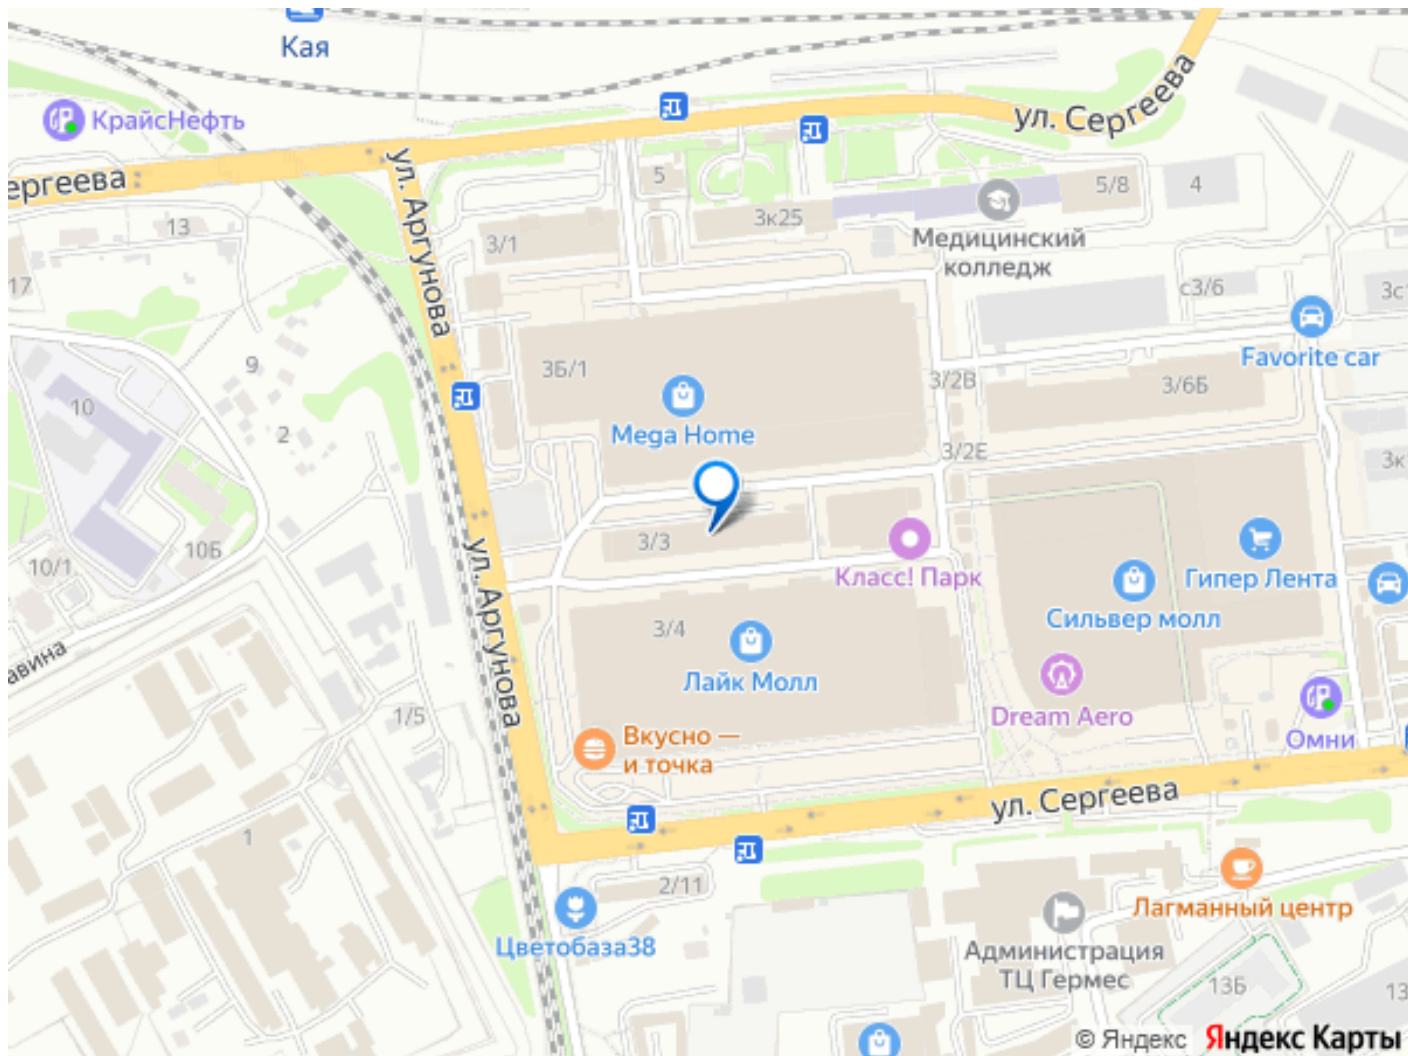 Кая
КрайсНефть
ул. Сергеева
ергеева
ул. Аргунова
5
5/8
4
13
3/1
3к25
Медицинский
колледж
17
с3/6
3с
Favorite car
9
3Б/1
3/2В
3/6Б
10
2
Mega Home
3/2Е
3к
10Б
10/1
3/3
Класс! Парк
Гипер Лента
ул. Аргунова
Сильвер молл
3/4
Лайк Молл
авина
1/5
Dream Aero
Вкусно —
и точка
Омни
ул. Сергеева
1
2/11
Лагманный центр
Цветобаза38
Администрация
ТЦ Гермес
13Б
13
© Яндекс Яндекс Карты